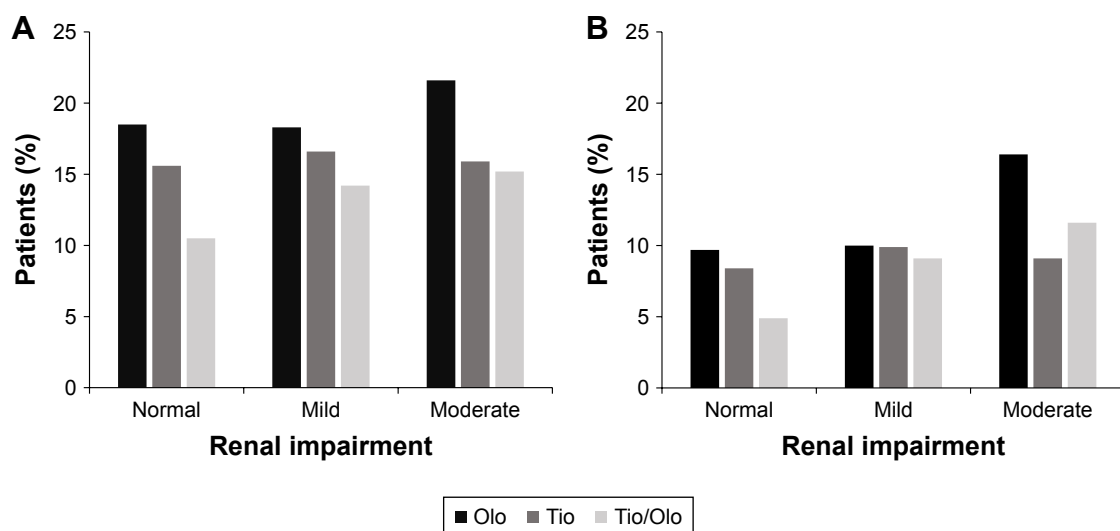 A
25
20
15
10
5
0
Patients (%)
Normal Mild Moderate
Renal impairment
B
25
20
15
10
5
0
Patients (%)
Normal Mild Moderate
Renal impairment
Olo Tio Tio/Olo